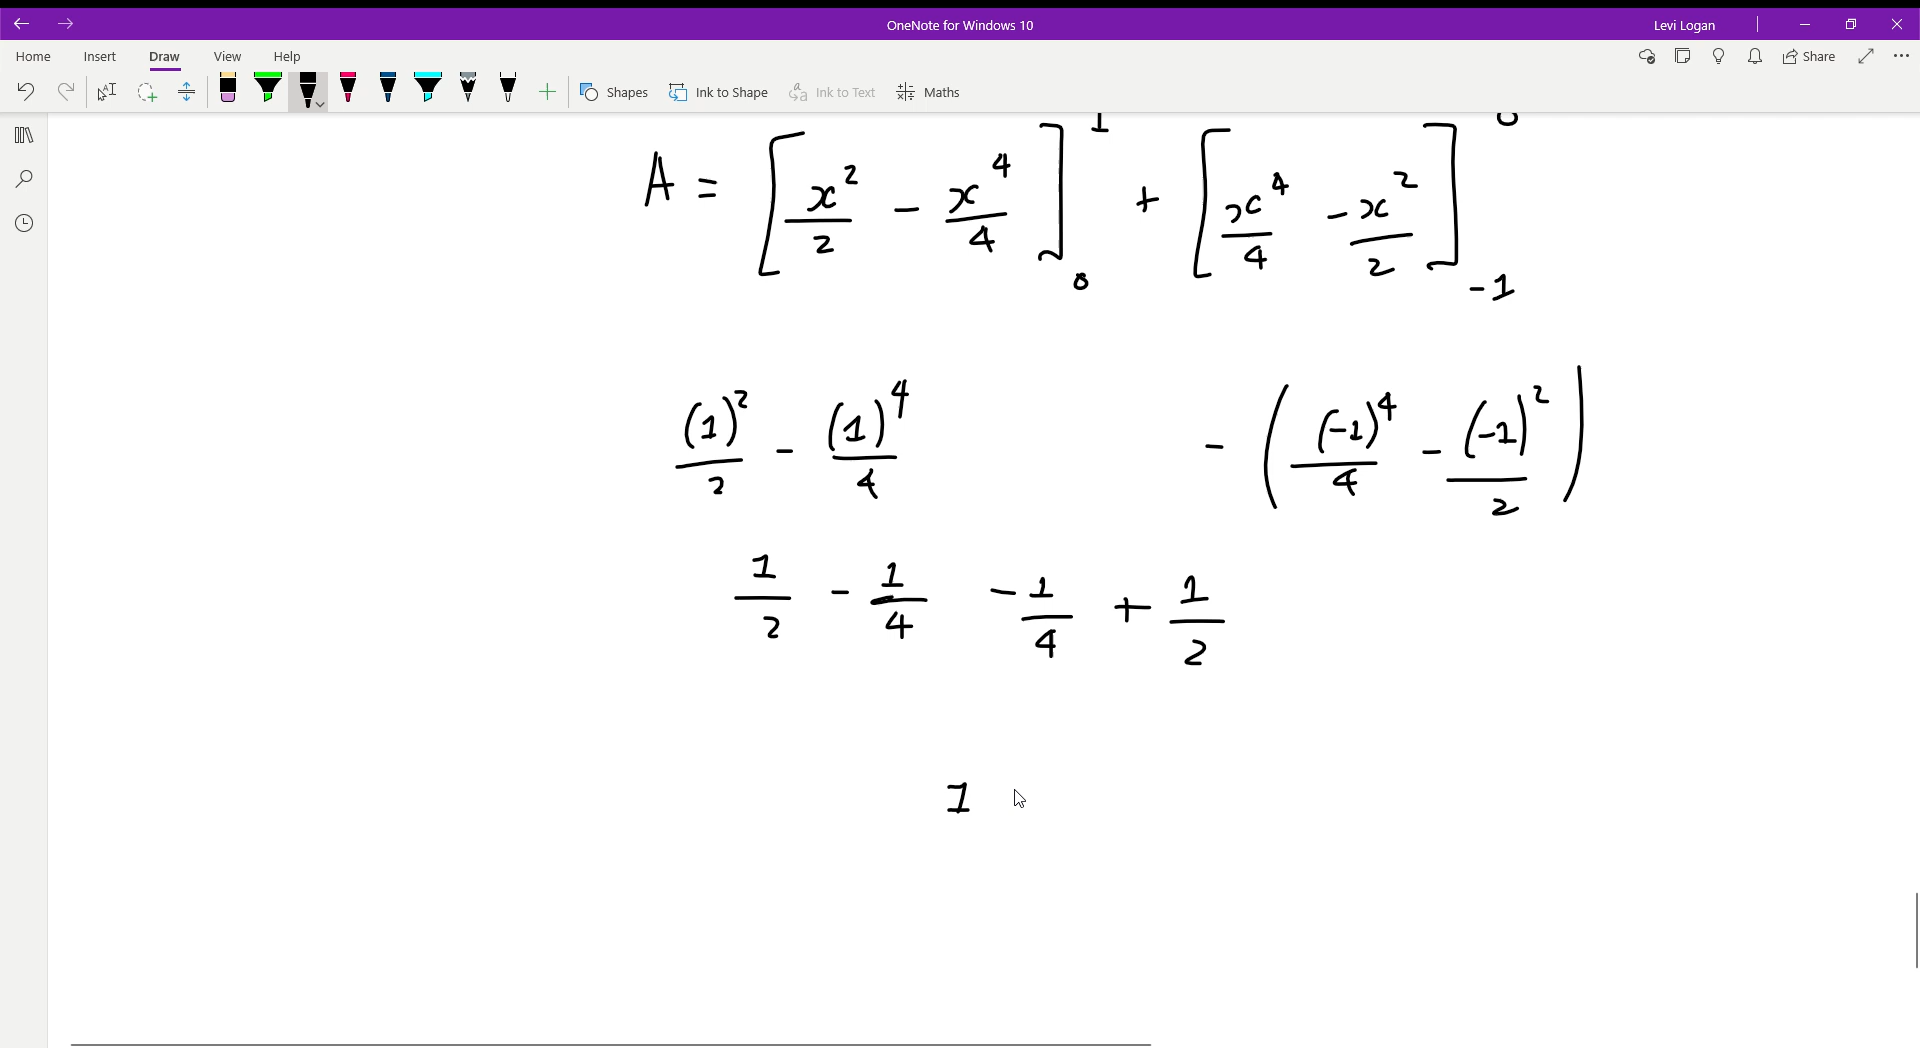 OneNote for Windows 10
Levi Logan
Home Insert Draw View Help
Share
Shapes Ink to Shape Ink to Text Maths
A = [x²/2 - x⁴/4]₀¹ + [x⁴/4 - x²/2]₋₁⁰
(1)²/2 - (1)⁴/4 - ((-1)⁴/4 - (-1)²/2)
1/2 - 1/4 - 1/4 + 1/2
1